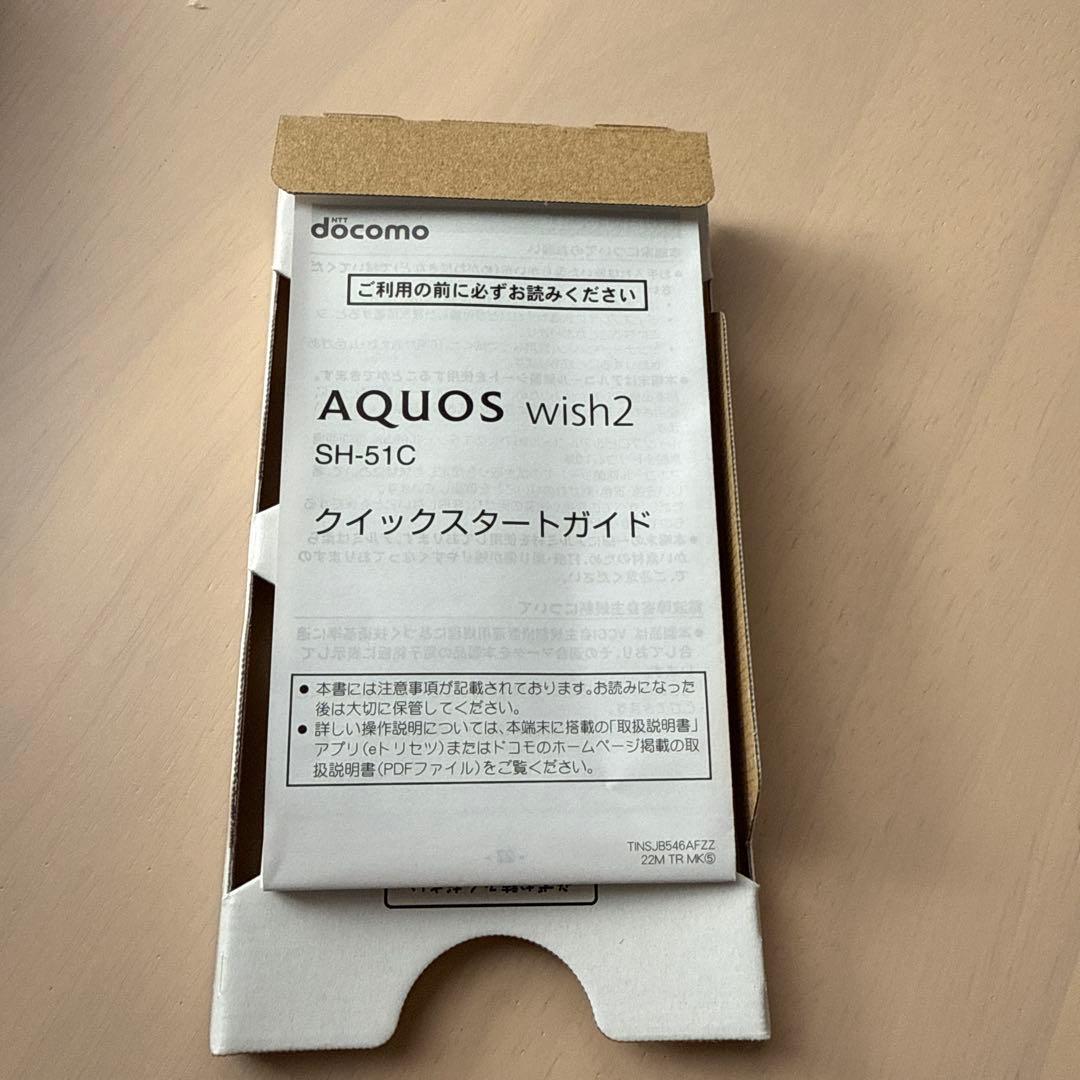 NTT
docomo
ご利用の前に必ずお読みください
AQUOS wish2
SH-51C
クイックスタートガイド
● 本書には注意事項が記載されております。お読みになった
後は大切に保管してください。
● 詳しい操作説明については、本端末に搭載の「取扱説明書」
アプリ(eトリセツ)またはドコモのホームページ掲載の取
扱説明書(PDFファイル)をご覧ください。
TINSJB546AFZZ
22M TR MK⑤